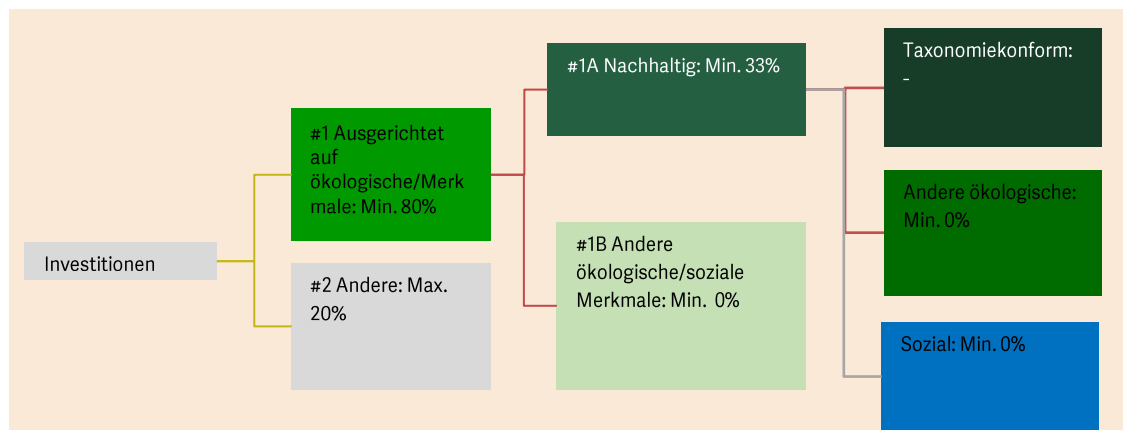 Investitionen
#1 Ausgerichtet
auf
ökologische/Merk
male: Min. 80%
#2 Andere: Max.
20%
#1A Nachhaltig: Min. 33%
#1B Andere
ökologische/soziale
Merkmale: Min.  0%
Taxonomiekonform:
-
Andere ökologische:
Min. 0%
Sozial: Min. 0%